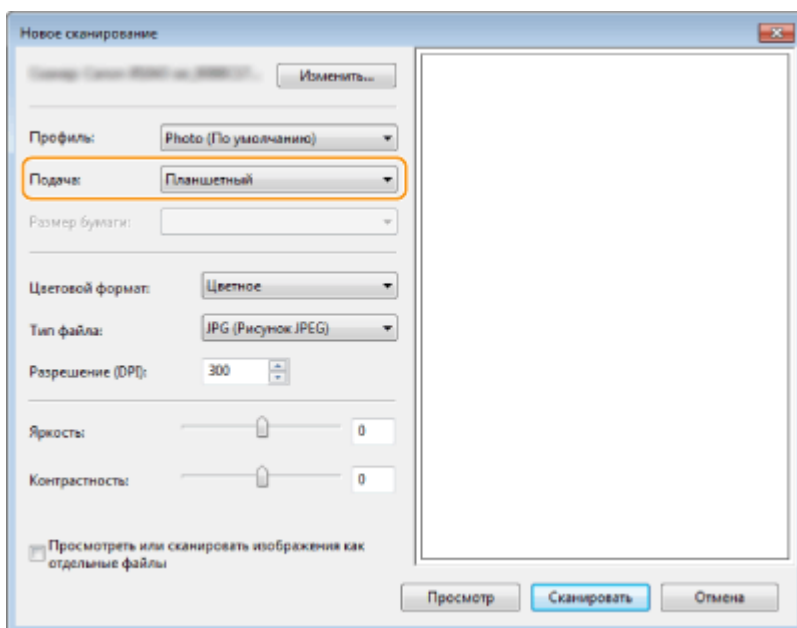 Новое сканирование
Изменить...
Профиль: Photo (По умолчанию)
Подача: Планшетный
Размер бумаги:
Цветовой формат: Цветное
Тип файла: JPG (Рисунок JPEG)
Разрешение (DPI): 300
Яркость: 0
Контрастность: 0
Просмотреть или сканировать изображения как
отдельные файлы
Просмотр Сканировать Отмена